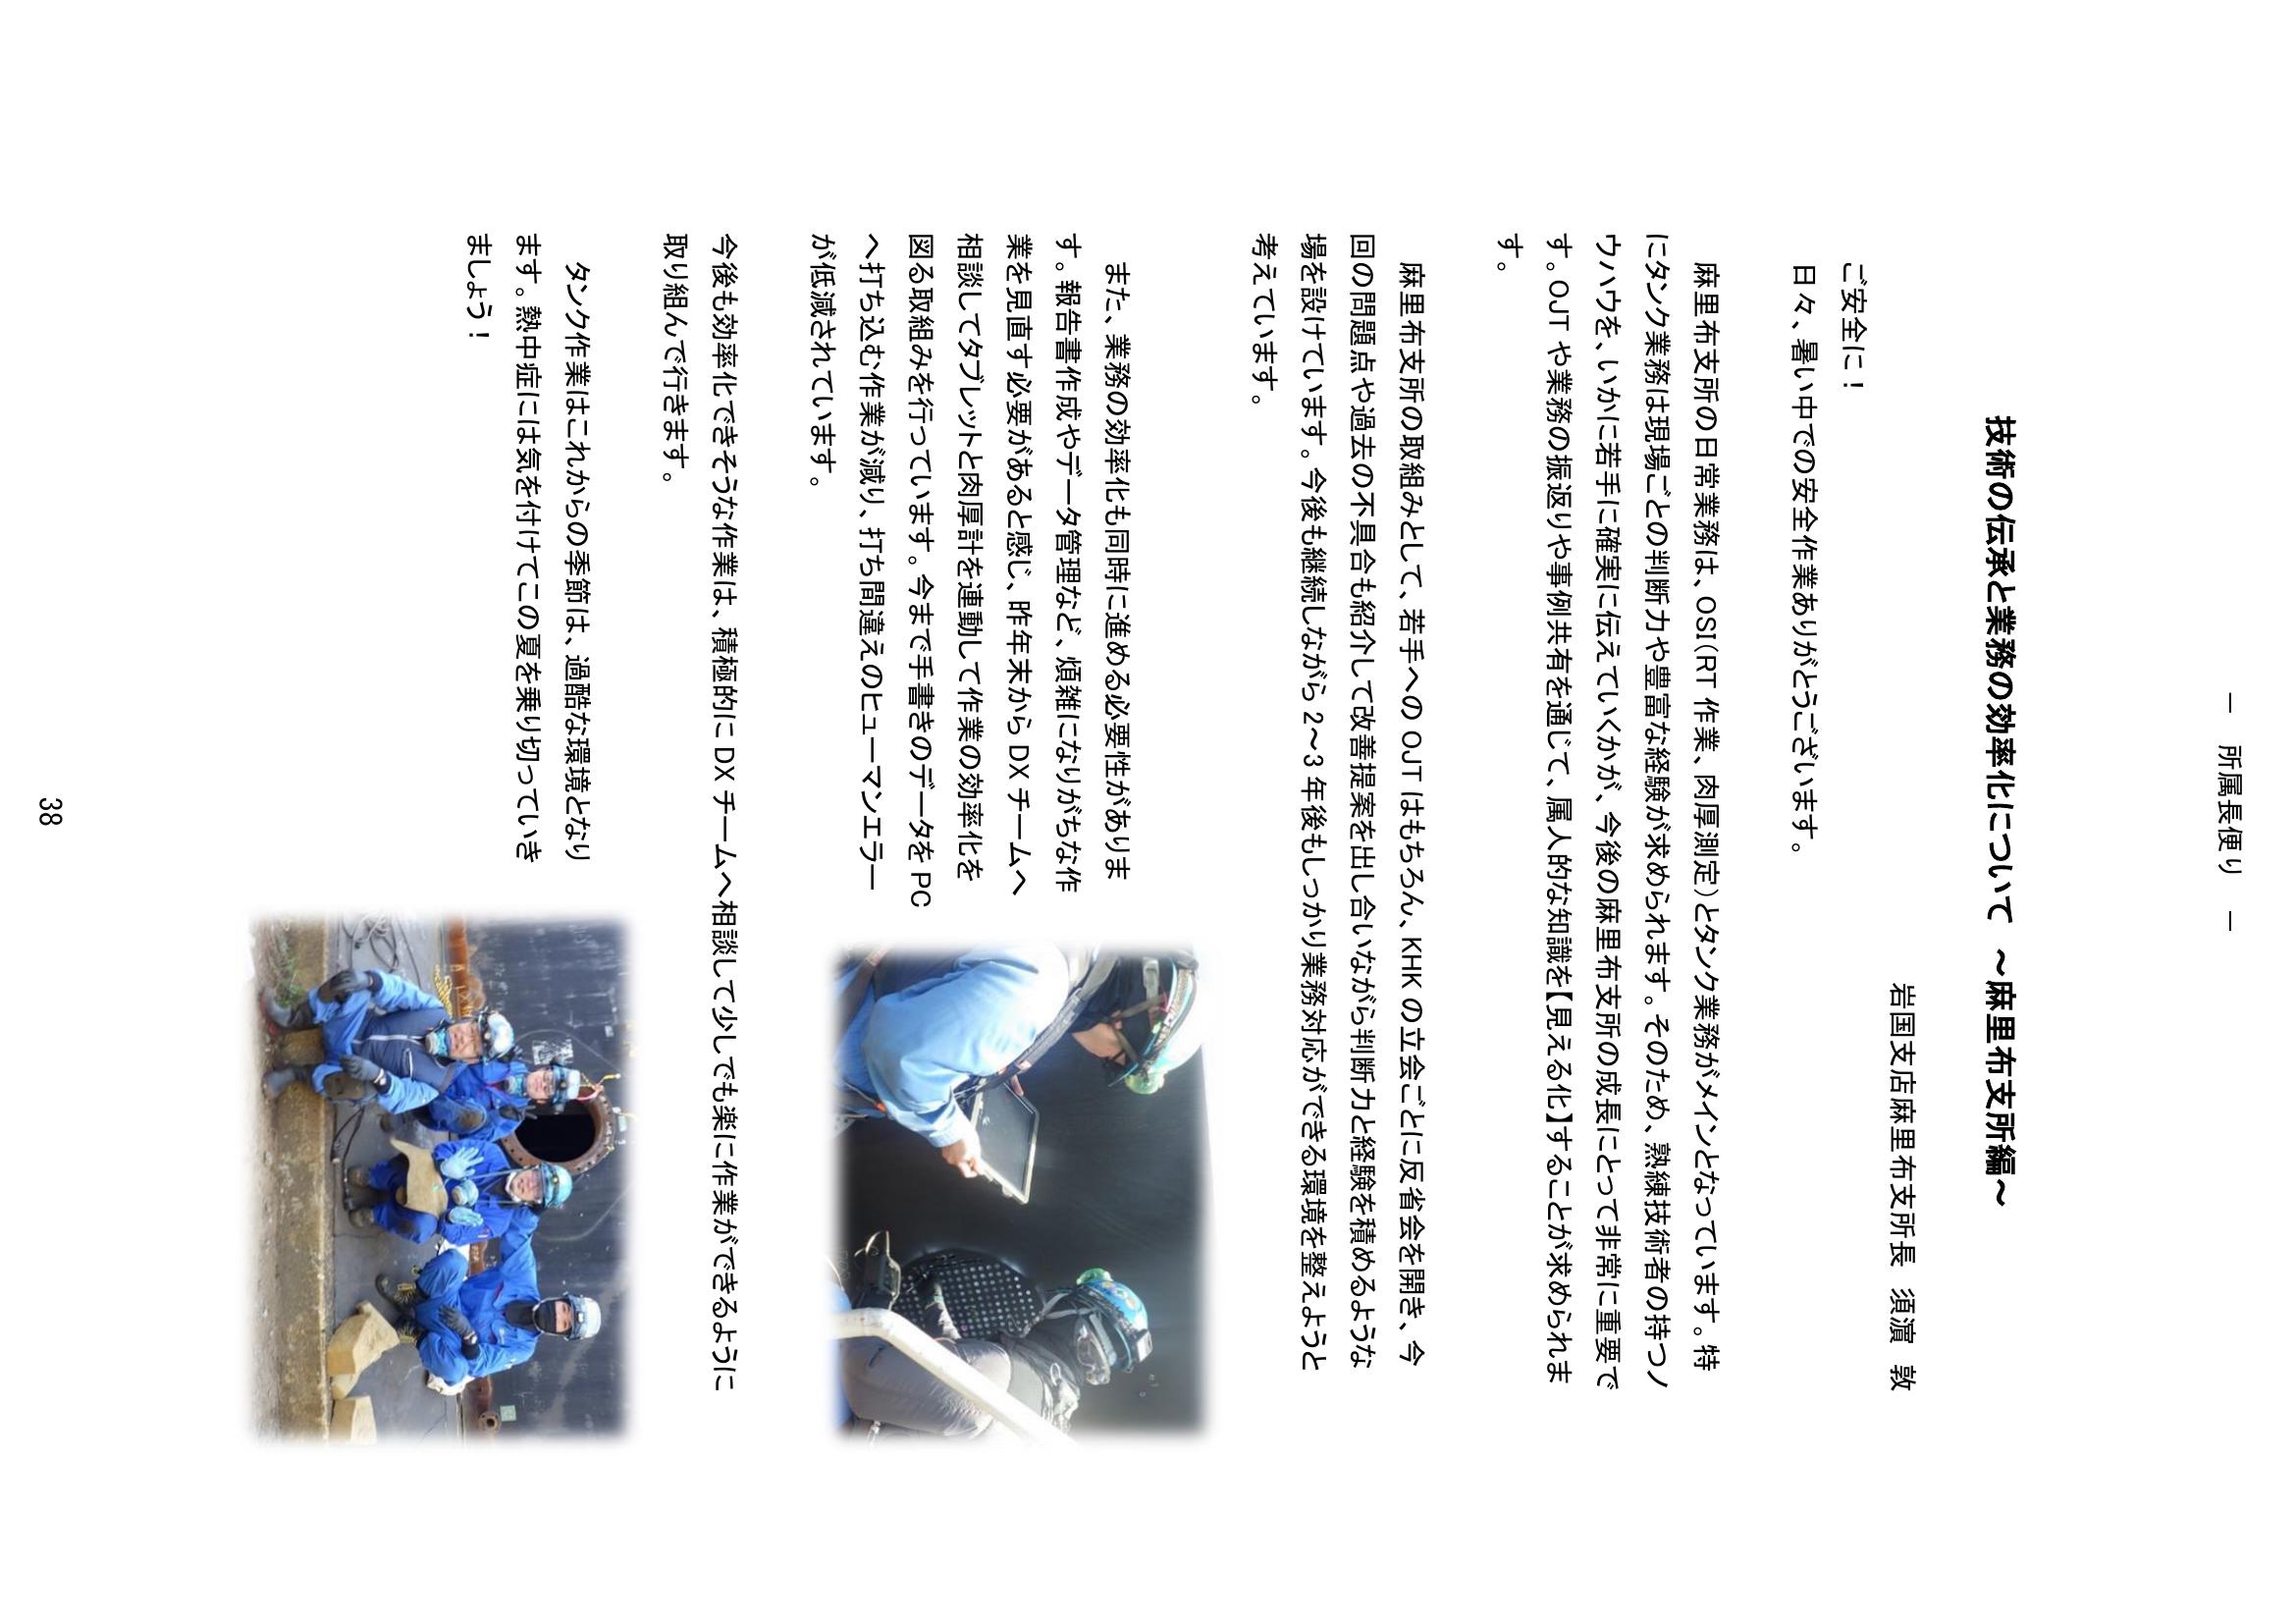 ― 所属長便り ―
技術の伝承と業務の効率化について ～麻里布支所編～
岩国支店麻里布支所長 須濵 敦
ご安全に！
日々、暑い中での安全作業ありがとうございます。
麻里布支所の日常業務は、OSI（RT 作業、肉厚測定）とタンク業務がメインとなっています。特
にタンク業務は現場ごとの判断力や豊富な経験が求められます。そのため、熟練技術者の持つノ
ウハウを、いかに若手に確実に伝えていくかが、今後の麻里布支所の成長にとって非常に重要で
す。OJT や業務の振返りや事例共有を通じて、属人的な知識を【見える化】することが求められま
す。
麻里布支所の取組みとして、若手への OJT はもちろん、KHK の立会ごとに反省会を開き、今
回の問題点や過去の不具合も紹介して改善提案を出し合いながら判断力と経験を積めるような
場を設けています。今後も継続しながら 2～3 年後もしっかり業務対応ができる環境を整えようと
考えています。
また、業務の効率化も同時に進める必要性がありま
す。報告書作成やデータ管理など、煩雑になりがちな作
業を見直す必要があると感じ、昨年末から DX チームへ
相談してタブレットと肉厚計を連動して作業の効率化を
図る取組みを行っています。今まで手書きのデータを PC
へ打ち込む作業が減り、打ち間違えのヒューマンエラー
が低減されています。
今後も効率化できそうな作業は、積極的に DX チームへ相談して少しでも楽に作業ができるように
取り組んで行きます。
タンク作業はこれからの季節は、過酷な環境となり
ます。熱中症には気を付けてこの夏を乗り切っていき
ましょう！
38